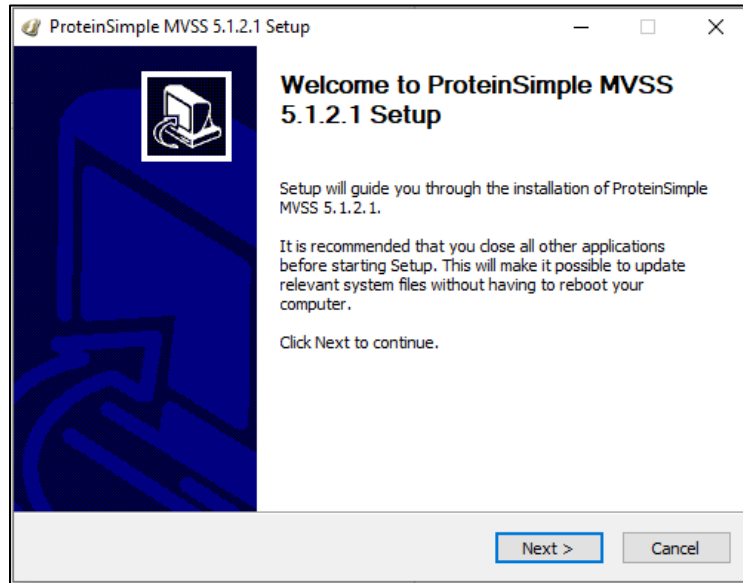 ProteinSimple MVSS 5.1.2.1 Setup
Welcome to ProteinSimple MVSS
5.1.2.1 Setup
Setup will guide you through the installation of ProteinSimple
MVSS 5.1.2.1.
It is recommended that you close all other applications
before starting Setup. This will make it possible to update
relevant system files without having to reboot your
computer.
Click Next to continue.
Next >
Cancel